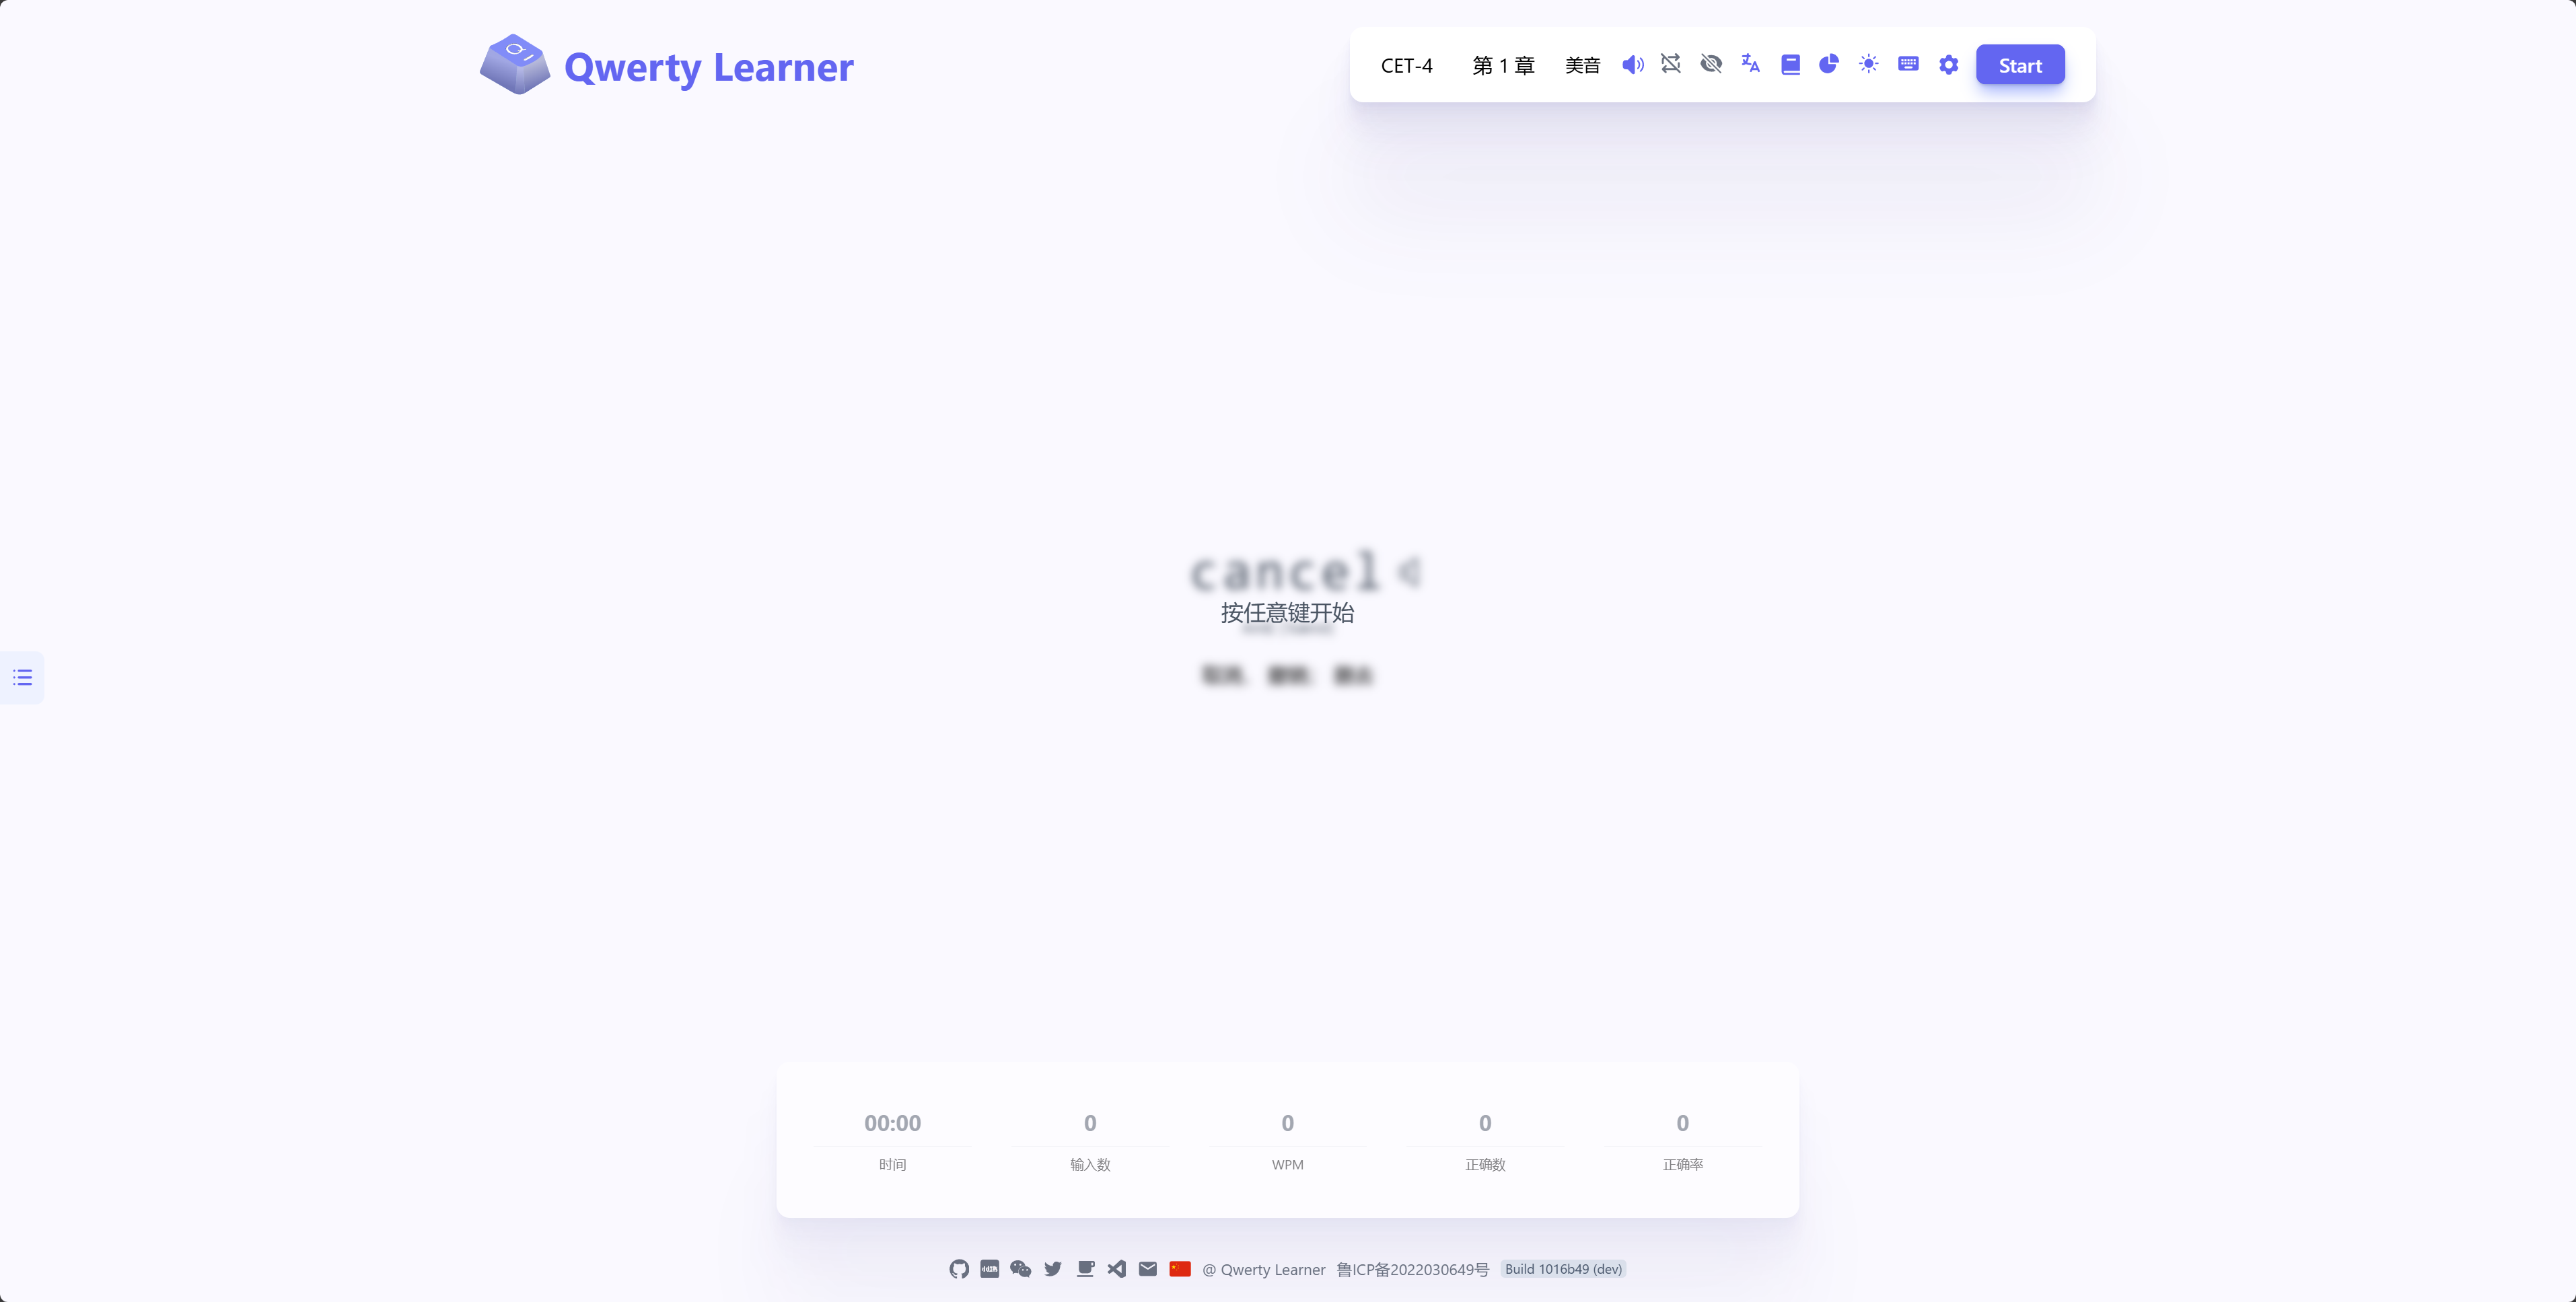 Qwerty Learner
CET-4 第 1 章 美音 Start
cancel
按任意键开始
00:00 0 0 0 0
时间 输入数 WPM 正确数 正确率
@ Qwerty Learner 鲁ICP备2022030649号 Build 1016b49 (dev)